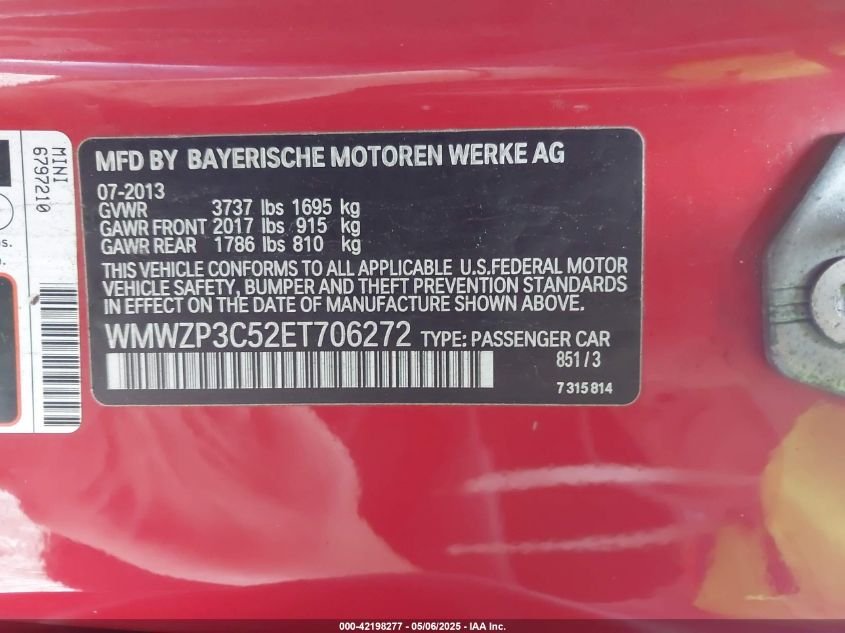 MINI
6797210
s.
.
MFD BY BAYERISCHE MOTOREN WERKE AG
07-2013
GVWR 3737 lbs 1695 kg
GAWR FRONT 2017 lbs 915 kg
GAWR REAR 1786 lbs 810 kg
THIS VEHICLE CONFORMS TO ALL APPLICABLE U.S.FEDERAL MOTOR
VEHICLE SAFETY, BUMPER AND THEFT PREVENTION STANDARDS
IN EFFECT ON THE DATE OF MANUFACTURE SHOWN ABOVE.
WMWZP3C52ET706272 TYPE: PASSENGER CAR
851/3
7315814
000-42198277 - 05/06/2025 - IAA Inc.